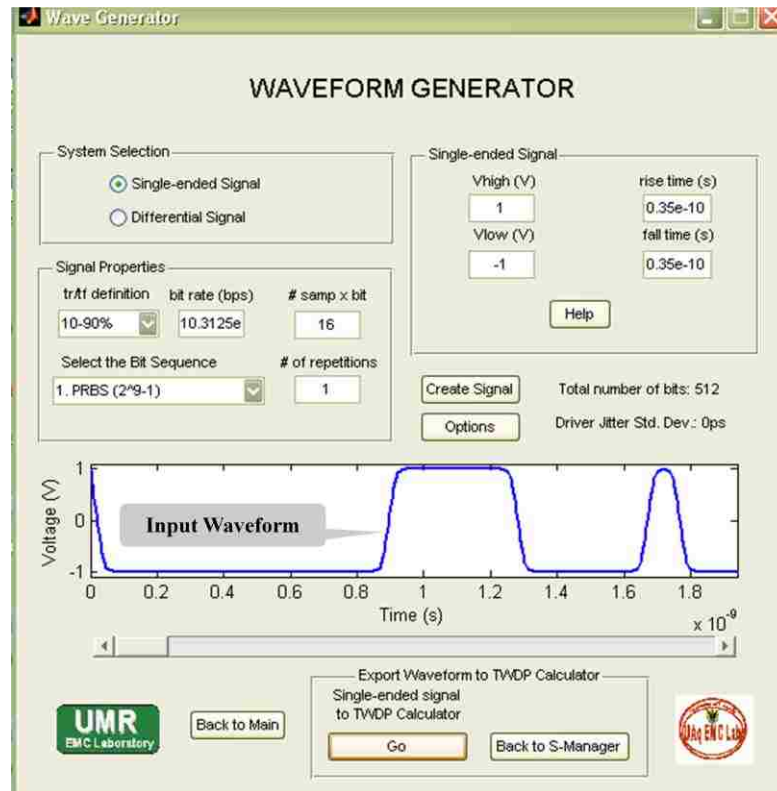 Wave Generator
WAVEFORM GENERATOR
System Selection
Single-ended Signal
Differential Signal
Single-ended Signal
Vhigh (V) rise time (s)
1 0.35e-10
Vlow (V) fall time (s)
-1 0.35e-10
Help
Signal Properties
tr/tf definition bit rate (bps) # samp x bit
10-90% 10.3125e 16
Select the Bit Sequence # of repetitions
1. PRBS (2^9-1) 1
Create Signal Total number of bits: 512
Options Driver Jitter Std. Dev.: 0ps
Voltage (V)
1
0
-1
Input Waveform
0 0.2 0.4 0.6 0.8 1 1.2 1.4 1.6 1.8
Time (s)
x 10^-9
Export Waveform to TWDP Calculator
Single-ended signal
to TWDP Calculator
Go
Back to S-Manager
Back to Main
UMR
EMC Laboratory
UAq EMC Lab